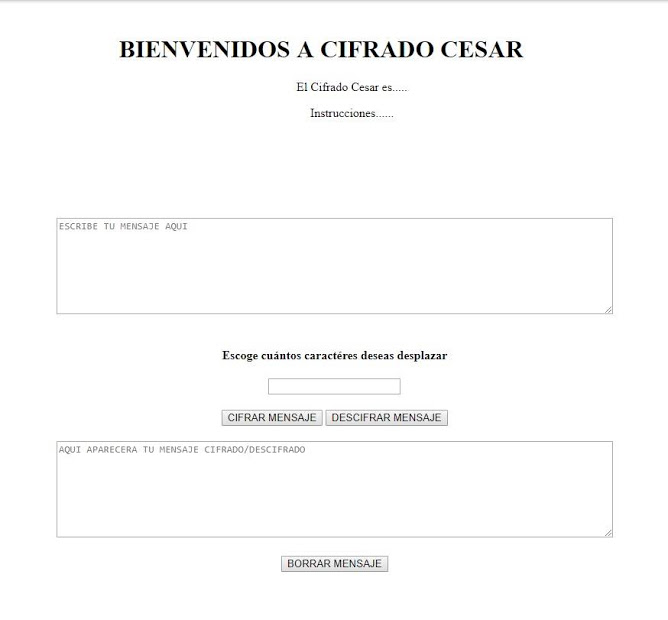 BIENVENIDOS A CIFRADO CESAR
El Cifrado Cesar es.....
Instrucciones......
ESCRIBE TU MENSAJE AQUI
Escoge cuántos caractéres deseas desplazar
CIFRAR MENSAJE DESCIFRAR MENSAJE
AQUI APARECERA TU MENSAJE CIFRADO/DESCIFRADO
BORRAR MENSAJE